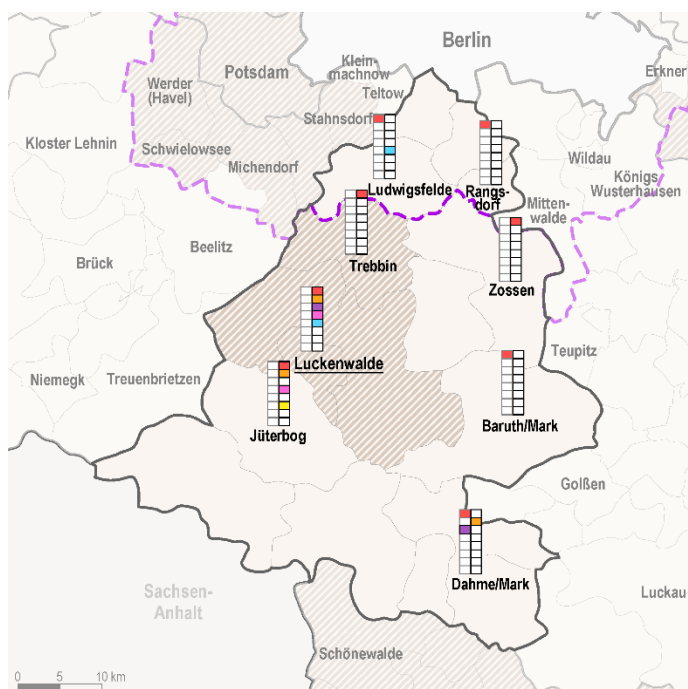 Berlin
Klein-
machnow
Potsdam
Erkner
Werder
(Havel)
Teltow
Stahnsdorf
Kloster Lehnin
Schwielowsee
Michendorf
Wildau
Königs
Wusterhausen
Ludwigsfelde
Rangs-
dorf
Mitten-
walde
Beelitz
Trebbin
Brück
Zossen
Teupitz
Luckenwalde
Niemegk
Treuenbrietzen
Jüterbog
Baruth/Mark
Golßen
Dahme/Mark
Sachsen-
Anhalt
Luckau
Schönewalde
0 5 10 km